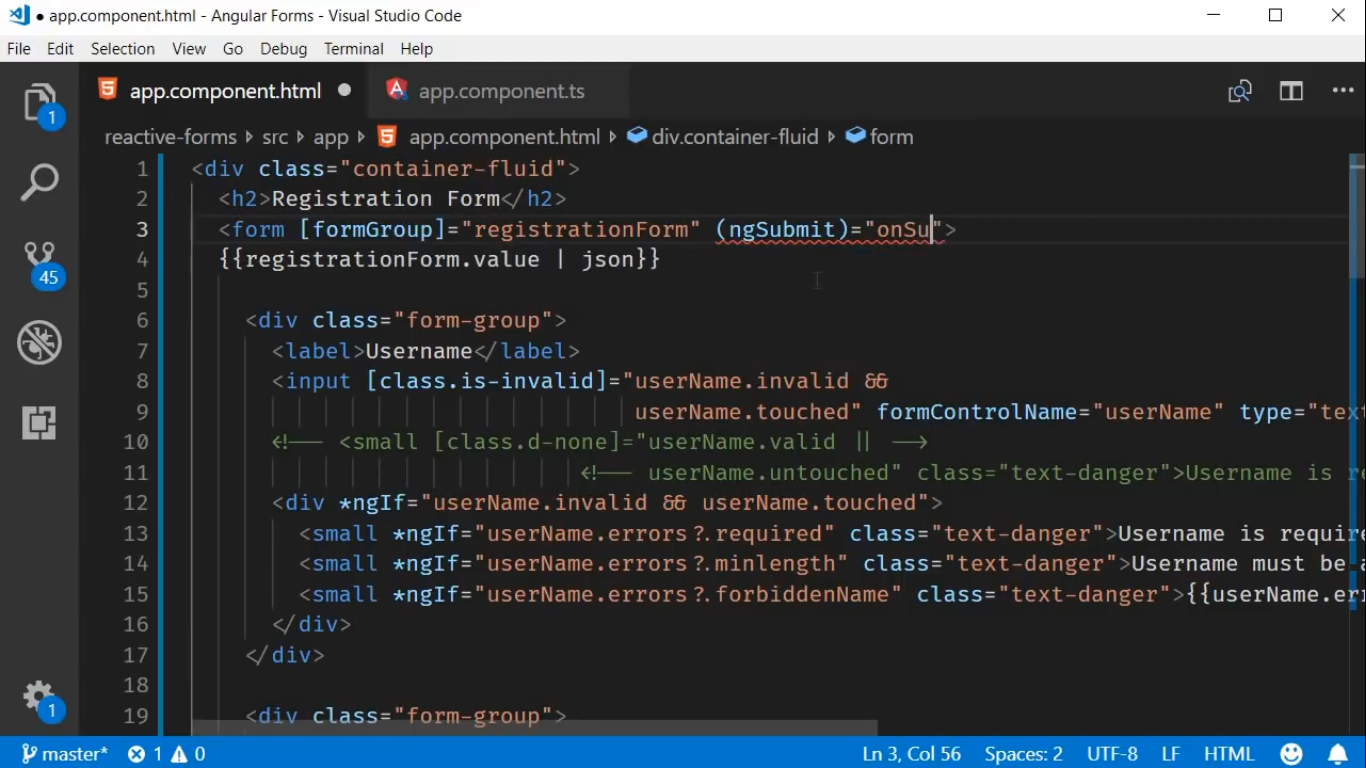 app.component.html - Angular Forms - Visual Studio Code
File Edit Selection View Go Debug Terminal Help
app.component.html app.component.ts
reactive-forms src app app.component.html div.container-fluid form
1 <div class="container-fluid">
2 <h2>Registration Form</h2>
3 <form [formGroup]="registrationForm" (ngSubmit)="onSu">
4 {{registrationForm.value | json}}
5
6 <div class="form-group">
7 <label>Username</label>
8 <input [class.is-invalid]="userName.invalid &&
9 userName.touched" formControlName="userName" type="tex
10 <!-- <small [class.d-none]="userName.valid || -->
11 <!-- userName.untouched" class="text-danger">Username is re
12 <div *ngIf="userName.invalid && userName.touched">
13 <small *ngIf="userName.errors?.required" class="text-danger">Username is require
14 <small *ngIf="userName.errors?.minlength" class="text-danger">Username must be a
15 <small *ngIf="userName.errors?.forbiddenName" class="text-danger">{{userName.err
16 </div>
17 </div>
18
19 <div class="form-group">
1
45
1
master* 1 0 Ln 3, Col 56 Spaces: 2 UTF-8 LF HTML